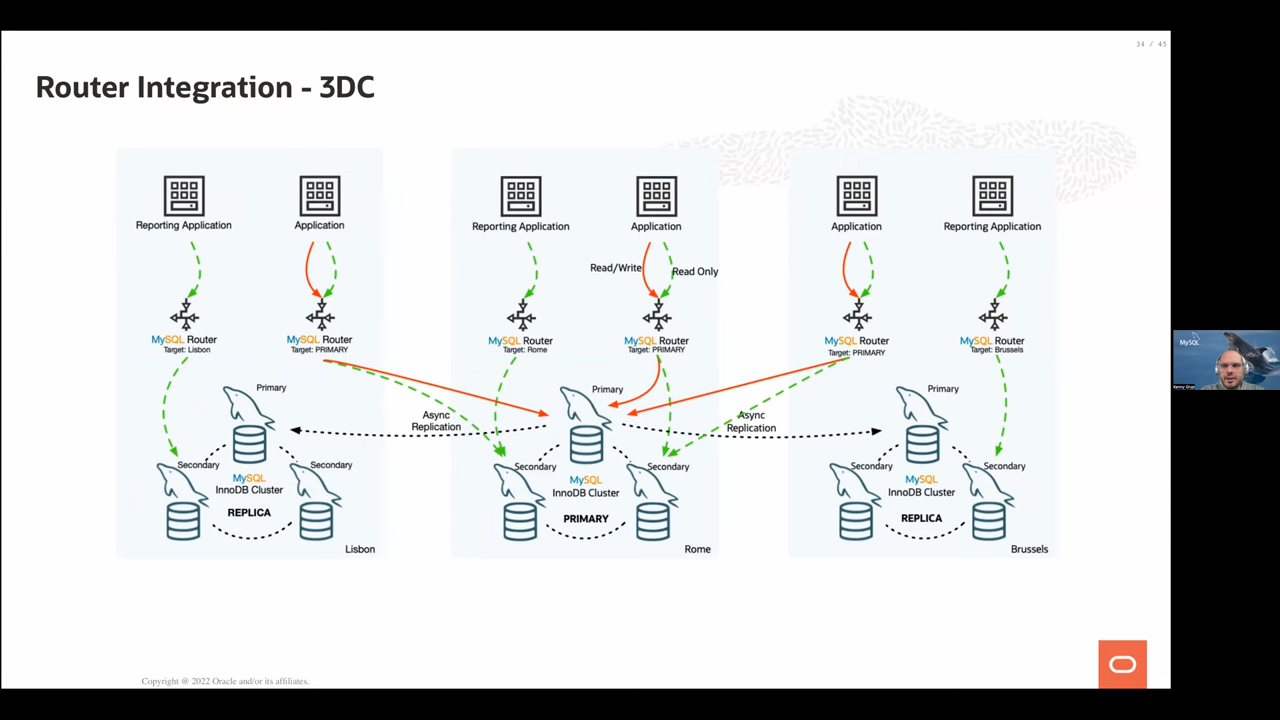 34 / 45
Router Integration - 3DC
Reporting Application
Application
MySQL Router
Target: Lisbon
MySQL Router
Target: PRIMARY
Primary
Secondary
Secondary
MySQL
InnoDB Cluster
REPLICA
Lisbon
Async
Replication
Reporting Application
Application
Read/Write
Read Only
MySQL Router
Target: Rome
MySQL Router
Target: PRIMARY
Primary
Secondary
Secondary
MySQL
InnoDB Cluster
PRIMARY
Rome
Async
Replication
Application
Reporting Application
MySQL Router
Target: PRIMARY
MySQL Router
Target: Brussels
Primary
Secondary
Secondary
MySQL
InnoDB Cluster
REPLICA
Brussels
MySQL
Copyright @ 2022 Oracle and/or its affiliates.